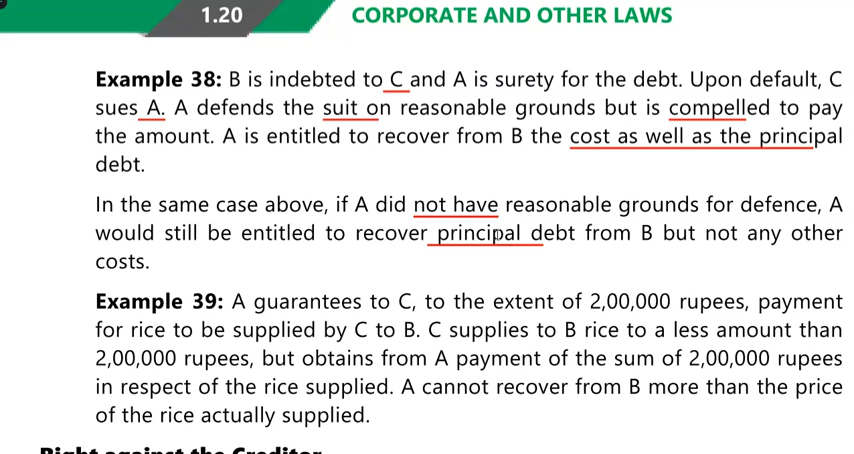 1.20
CORPORATE AND OTHER LAWS
Example 38: B is indebted to C and A is surety for the debt. Upon default, C
sues A. A defends the suit on reasonable grounds but is compelled to pay
the amount. A is entitled to recover from B the cost as well as the principal
debt.
In the same case above, if A did not have reasonable grounds for defence, A
would still be entitled to recover principal debt from B but not any other
costs.
Example 39: A guarantees to C, to the extent of 2,00,000 rupees, payment
for rice to be supplied by C to B. C supplies to B rice to a less amount than
2,00,000 rupees, but obtains from A payment of the sum of 2,00,000 rupees
in respect of the rice supplied. A cannot recover from B more than the price
of the rice actually supplied.
Right against the Creditor